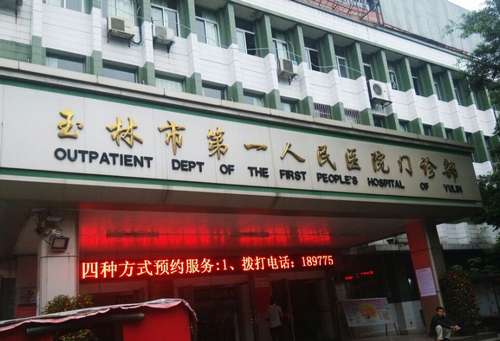 玉林市第一人民医院门诊部
OUTPATIENT DEPT OF THE FIRST PEOPLE'S HOSPITAL OF YULIN
四种方式预约服务:1、拨打电话：189775